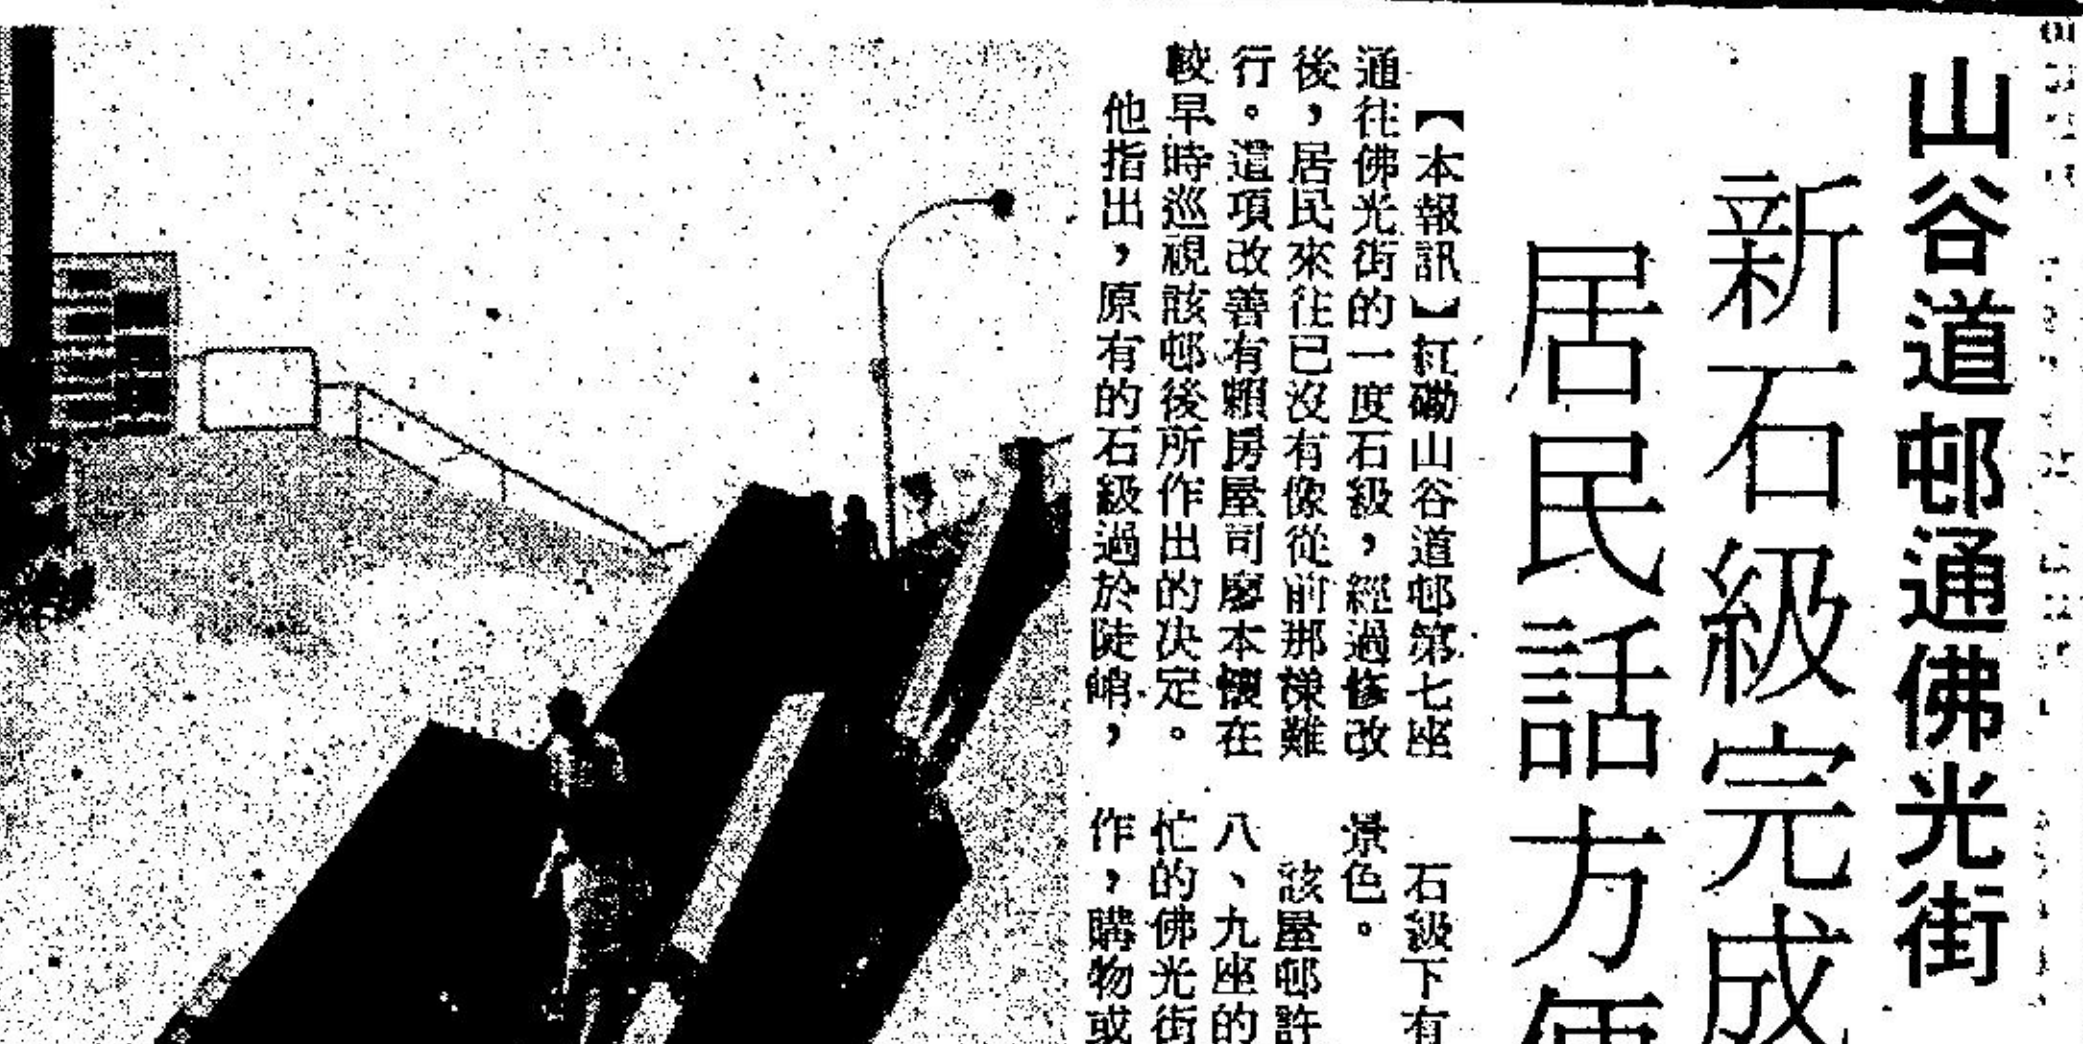 山谷道邨通佛光街
新石級完成
居民話方便
【本報訊】紅磡山谷道邨第七座
通往佛光街的一度石級，經過修改
後，居民來往已沒有像從前那樣難
行。這項改善有賴房屋司廖本懷在
較早時巡視該邨後所作出的決定。
他指出，原有的石級過於陡峭，
石級下有
景色。
該屋邨許
八、九座的
忙的佛光街
作，購物或